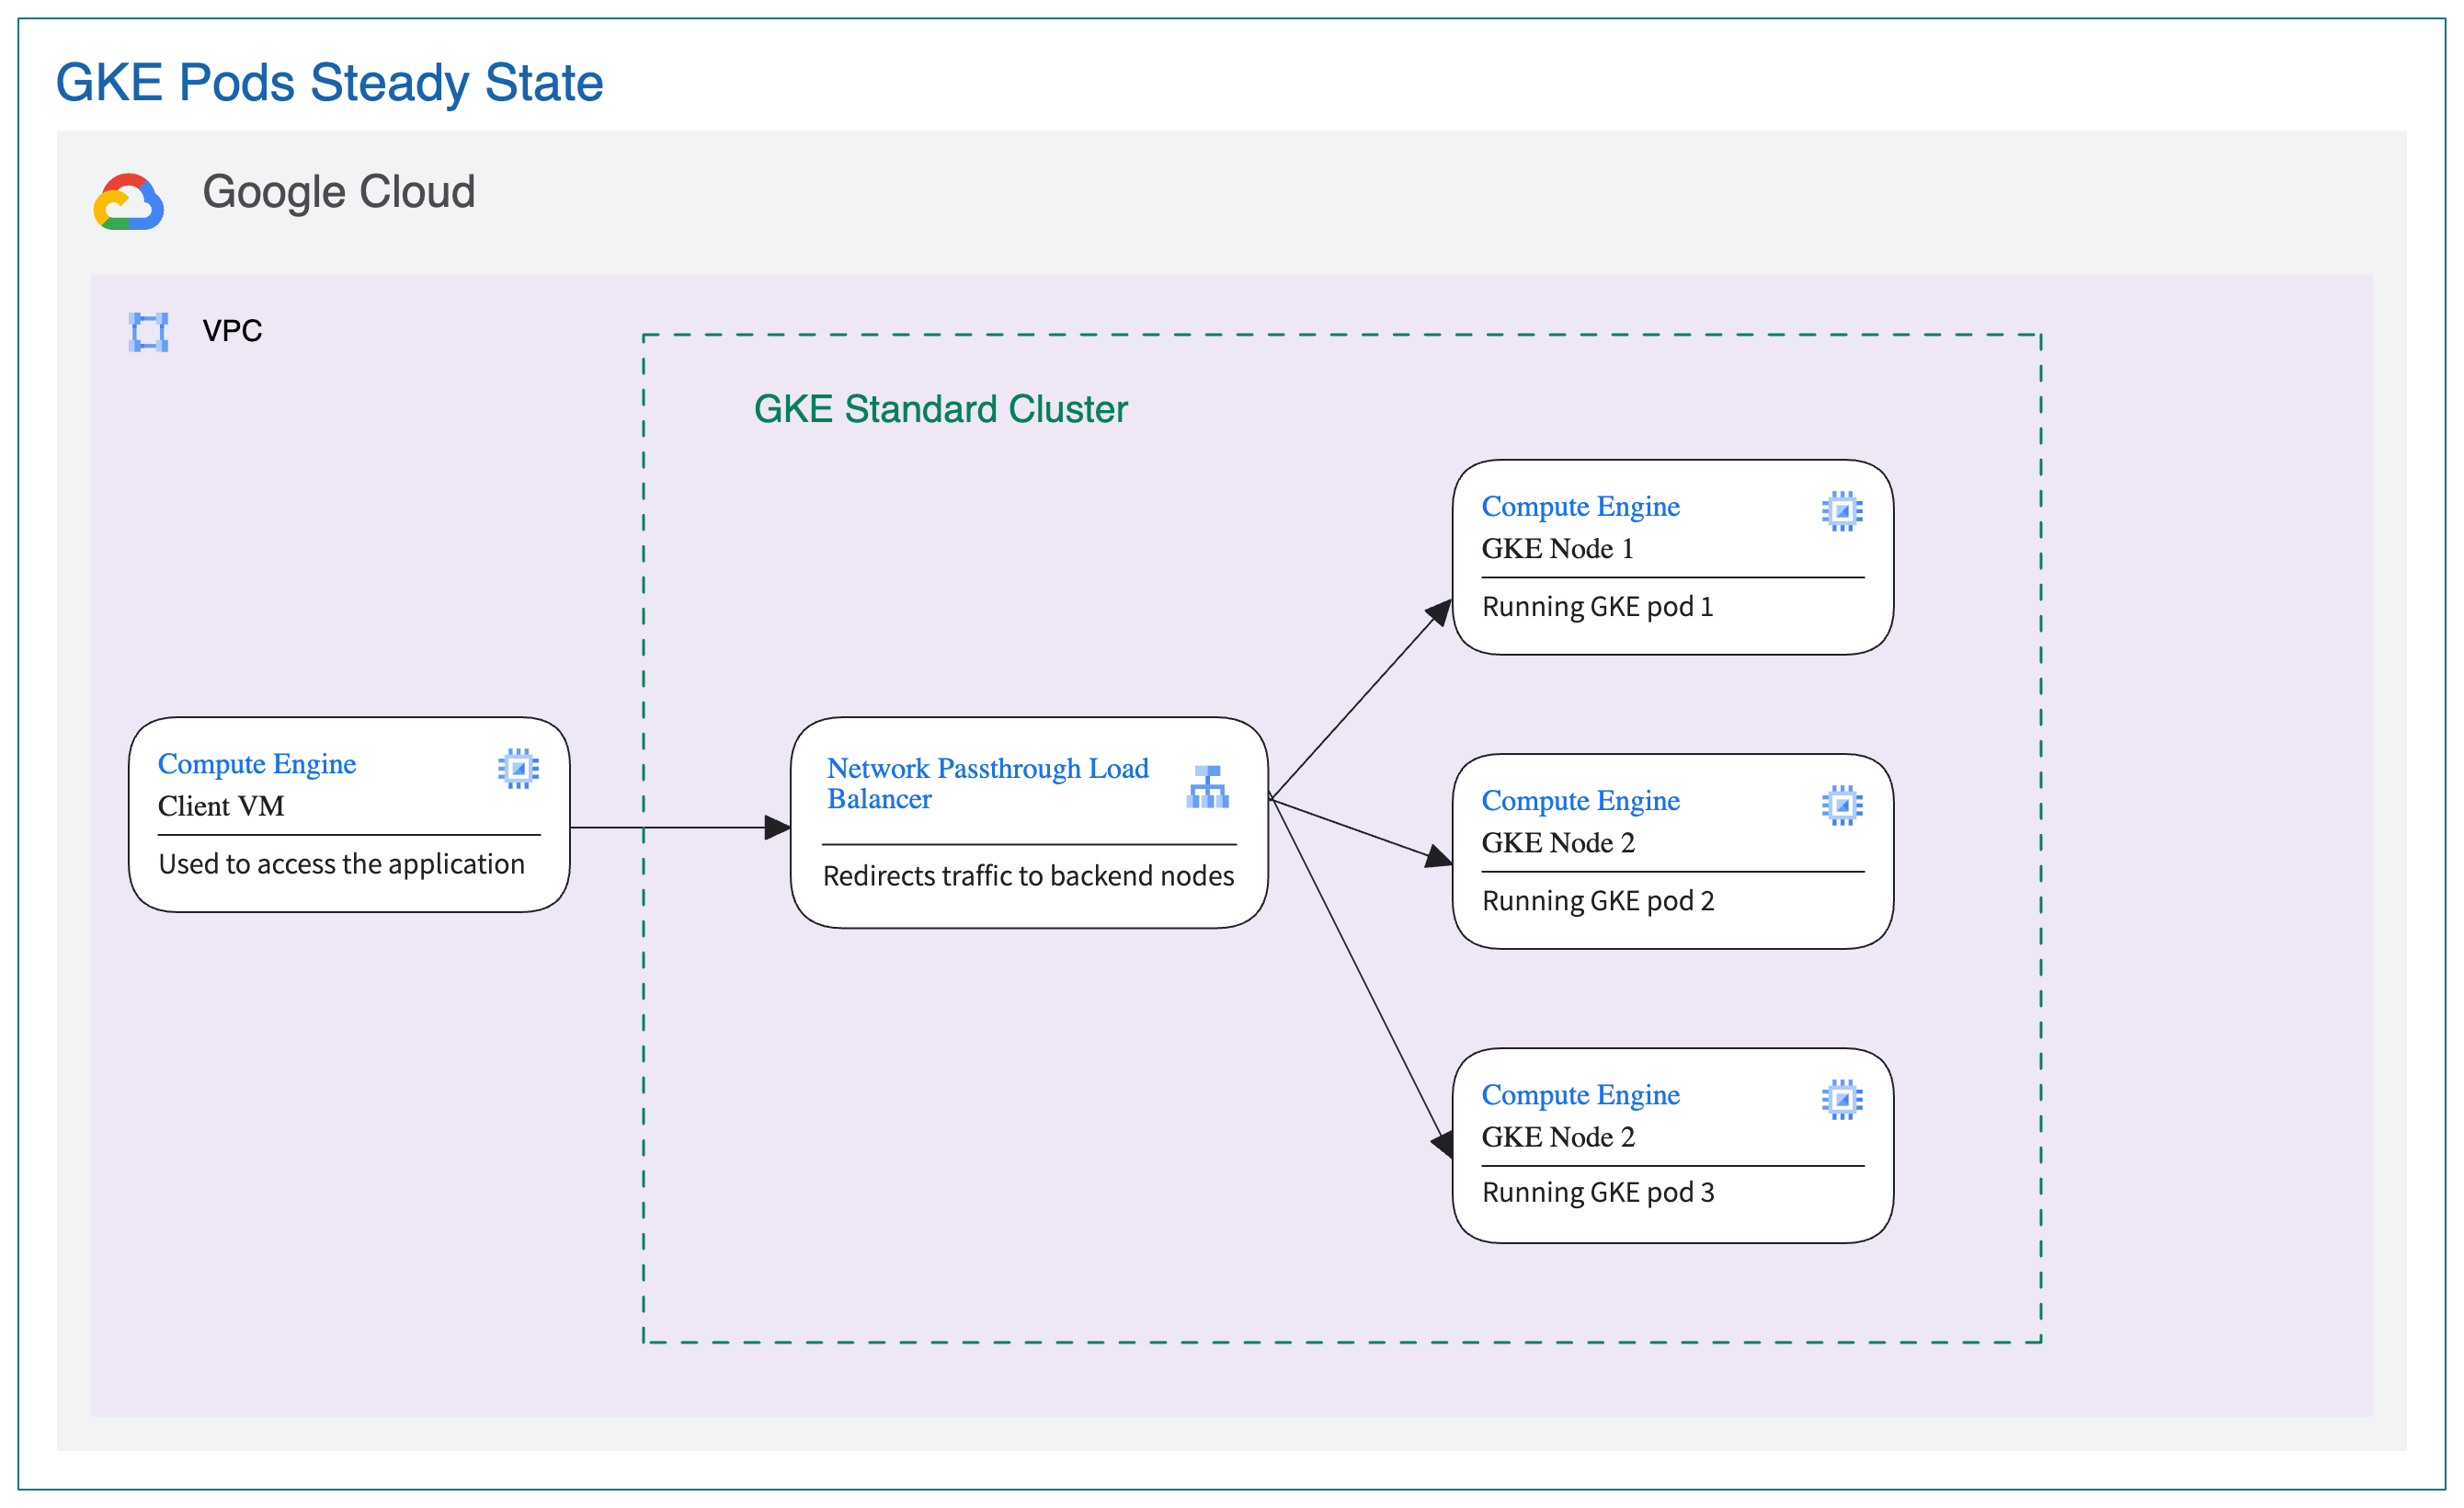 GKE Pods Steady State
Google Cloud
VPC
GKE Standard Cluster
Compute Engine
Client VM
Used to access the application
Network Passthrough Load
Balancer
Redirects traffic to backend nodes
Compute Engine
GKE Node 1
Running GKE pod 1
Compute Engine
GKE Node 2
Running GKE pod 2
Compute Engine
GKE Node 2
Running GKE pod 3